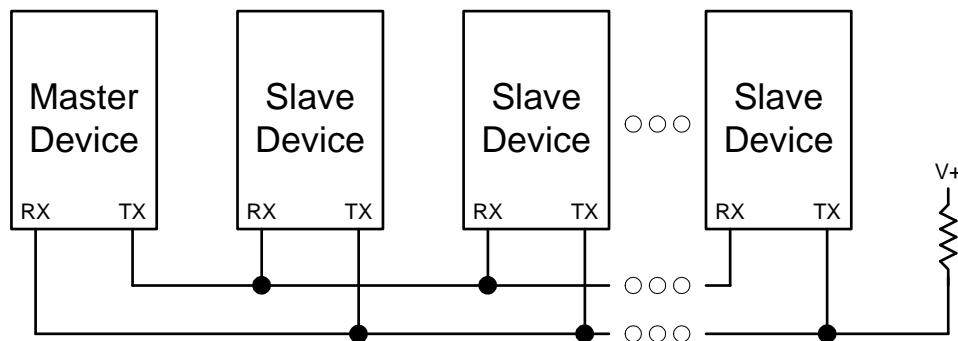 Master
Device
Slave
Device
Slave
Device
Slave
Device
RX TX
RX TX
RX TX
RX TX
V+